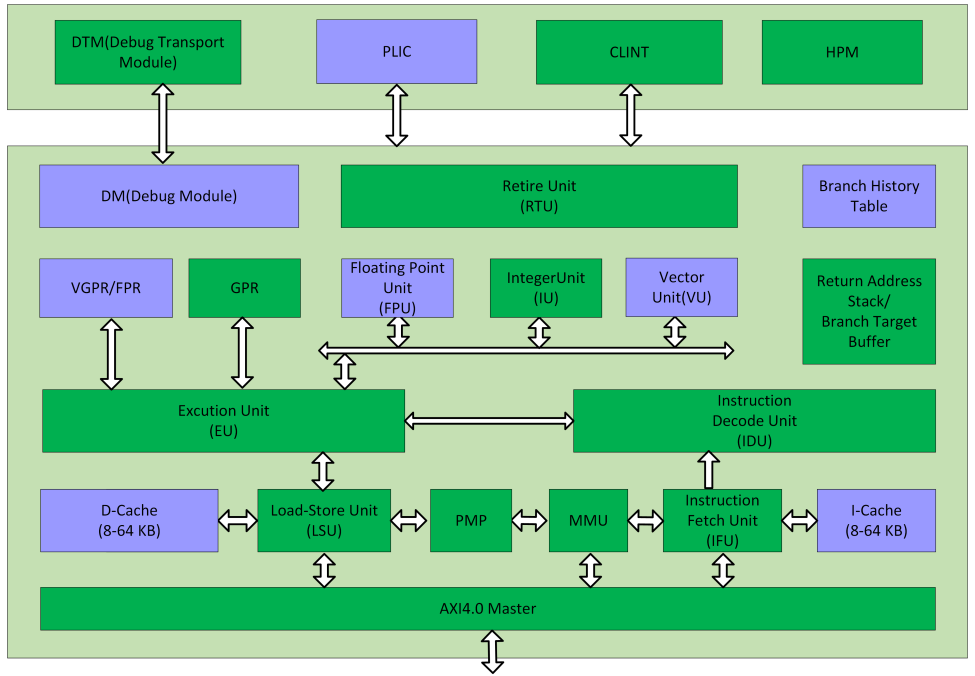 DTM(Debug Transport
Module)
PLIC
CLINT
HPM
DM(Debug Module)
Retire Unit
(RTU)
Branch History
Table
VGPR/FPR
GPR
Floating Point
Unit
(FPU)
IntegerUnit
(IU)
Vector
Unit(VU)
Return Address
Stack/
Branch Target
Buffer
Excution Unit
(EU)
Instruction
Decode Unit
(IDU)
D-Cache
(8-64 KB)
Load-Store Unit
(LSU)
PMP
MMU
Instruction
Fetch Unit
(IFU)
I-Cache
(8-64 KB)
AXI4.0 Master